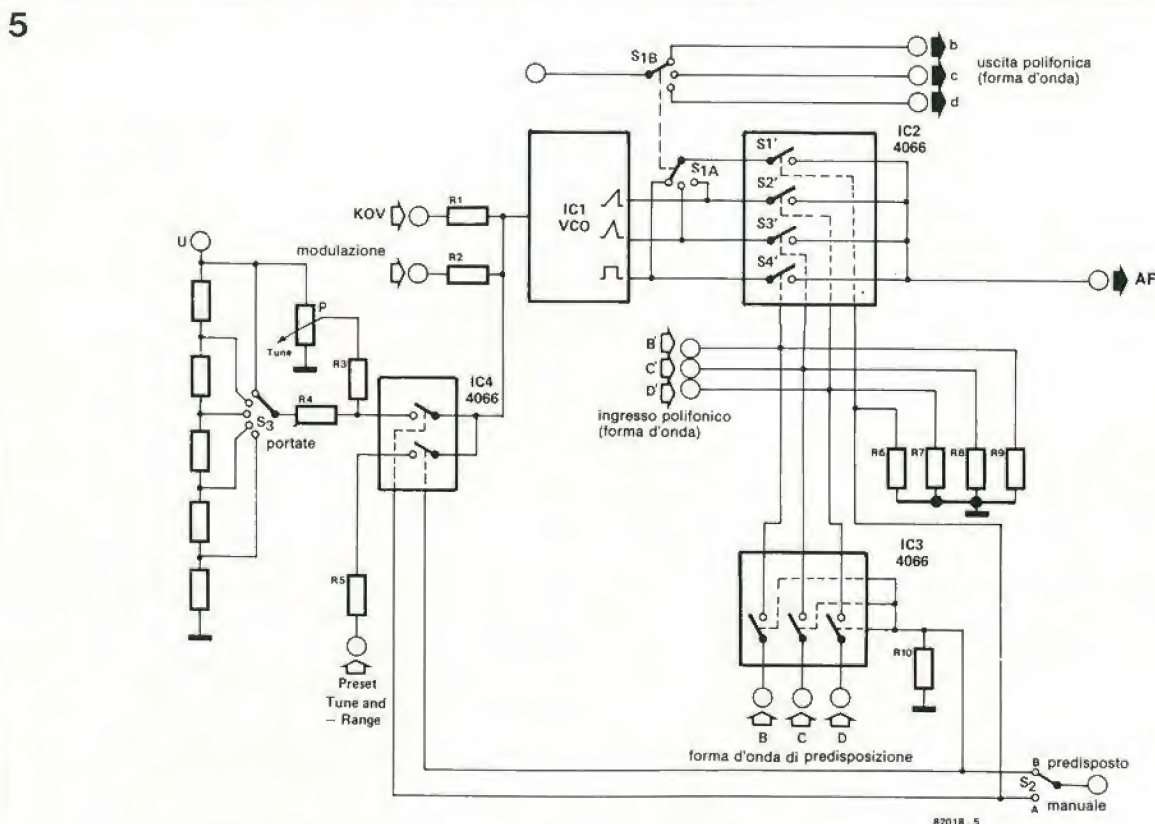 5
S1B
b
c
d
uscita polifonica
(forma d'onda)
IC2
4066
S1'
S1A
S2'
S3'
S4'
IC1
VCO
KOV
R1
modulazione
R2
U
P
Tune
R3
IC4
4066
S3
R4
portate
AF
B'
C'
D'
ingresso polifonico
(forma d'onda)
R6
R7
R8
R9
IC3
4066
R5
R10
Preset
Tune and
– Range
B
C
D
forma d'onda di predisposizione
B
predisposto
S2
A
manuale
82018 - 5